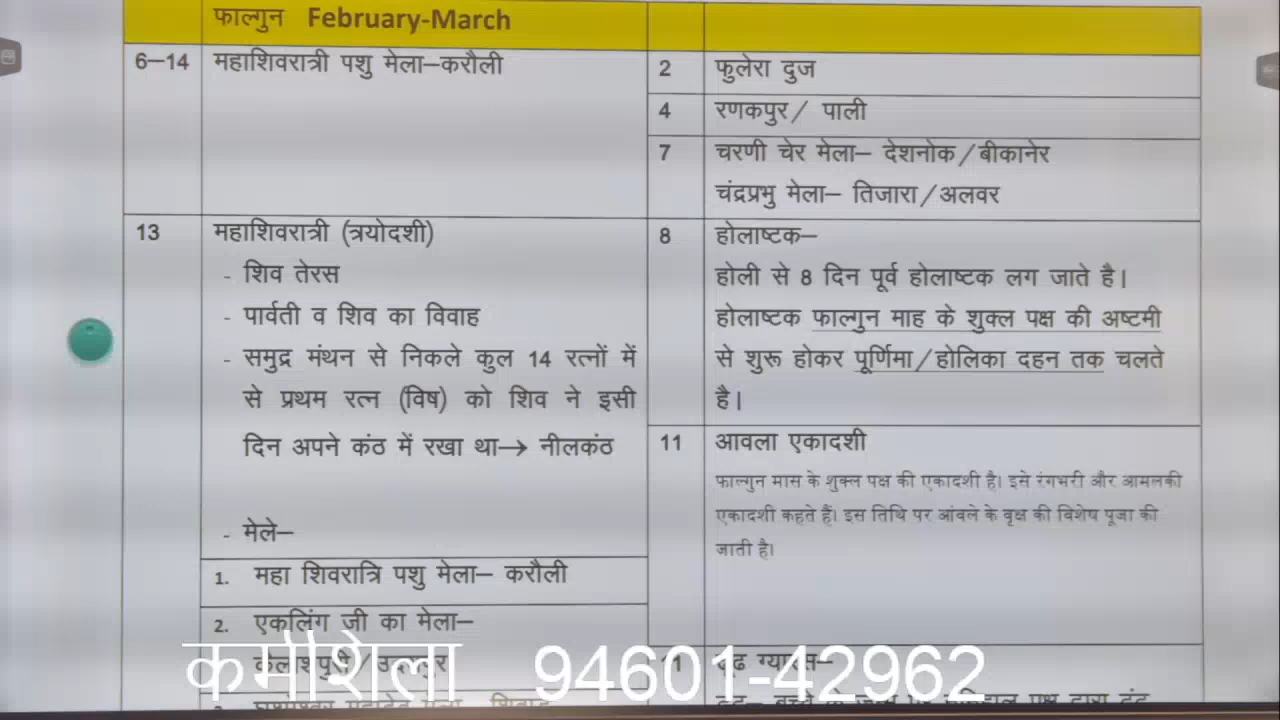 फाल्गुन February-March
6–14 महाशिवरात्री पशु मेला–करौली
13 महाशिवरात्री (त्रयोदशी)
- शिव तेरस
- पार्वती व शिव का विवाह
- समुद्र मंथन से निकले कुल 14 रत्नों में
से प्रथम रत्न (विष) को शिव ने इसी
दिन अपने कंठ में रखा था→ नीलकंठ
- मेले–
1. महा शिवरात्रि पशु मेला– करौली
2. एकलिंग जी का मेला–
कैलाशपुरी/उदयपुर
2 फुलेरा दुज
4 रणकपुर/ पाली
7 चरणी चेर मेला– देशनोक/बीकानेर
चंद्रप्रभु मेला– तिजारा/अलवर
8 होलाष्टक–
होली से 8 दिन पूर्व होलाष्टक लग जाते है।
होलाष्टक फाल्गुन माह के शुक्ल पक्ष की अष्टमी
से शुरू होकर पूर्णिमा/होलिका दहन तक चलते
है।
11 आवला एकादशी
फाल्गुन मास के शुक्ल पक्ष की एकादशी है। इसे रंगभरी और आमलकी
एकादशी कहते हैं। इस तिथि पर आंवले के वृक्ष की विशेष पूजा की
जाती है।
11 ढूंढ ग्यारस–
कर्मशिला 94601-42962